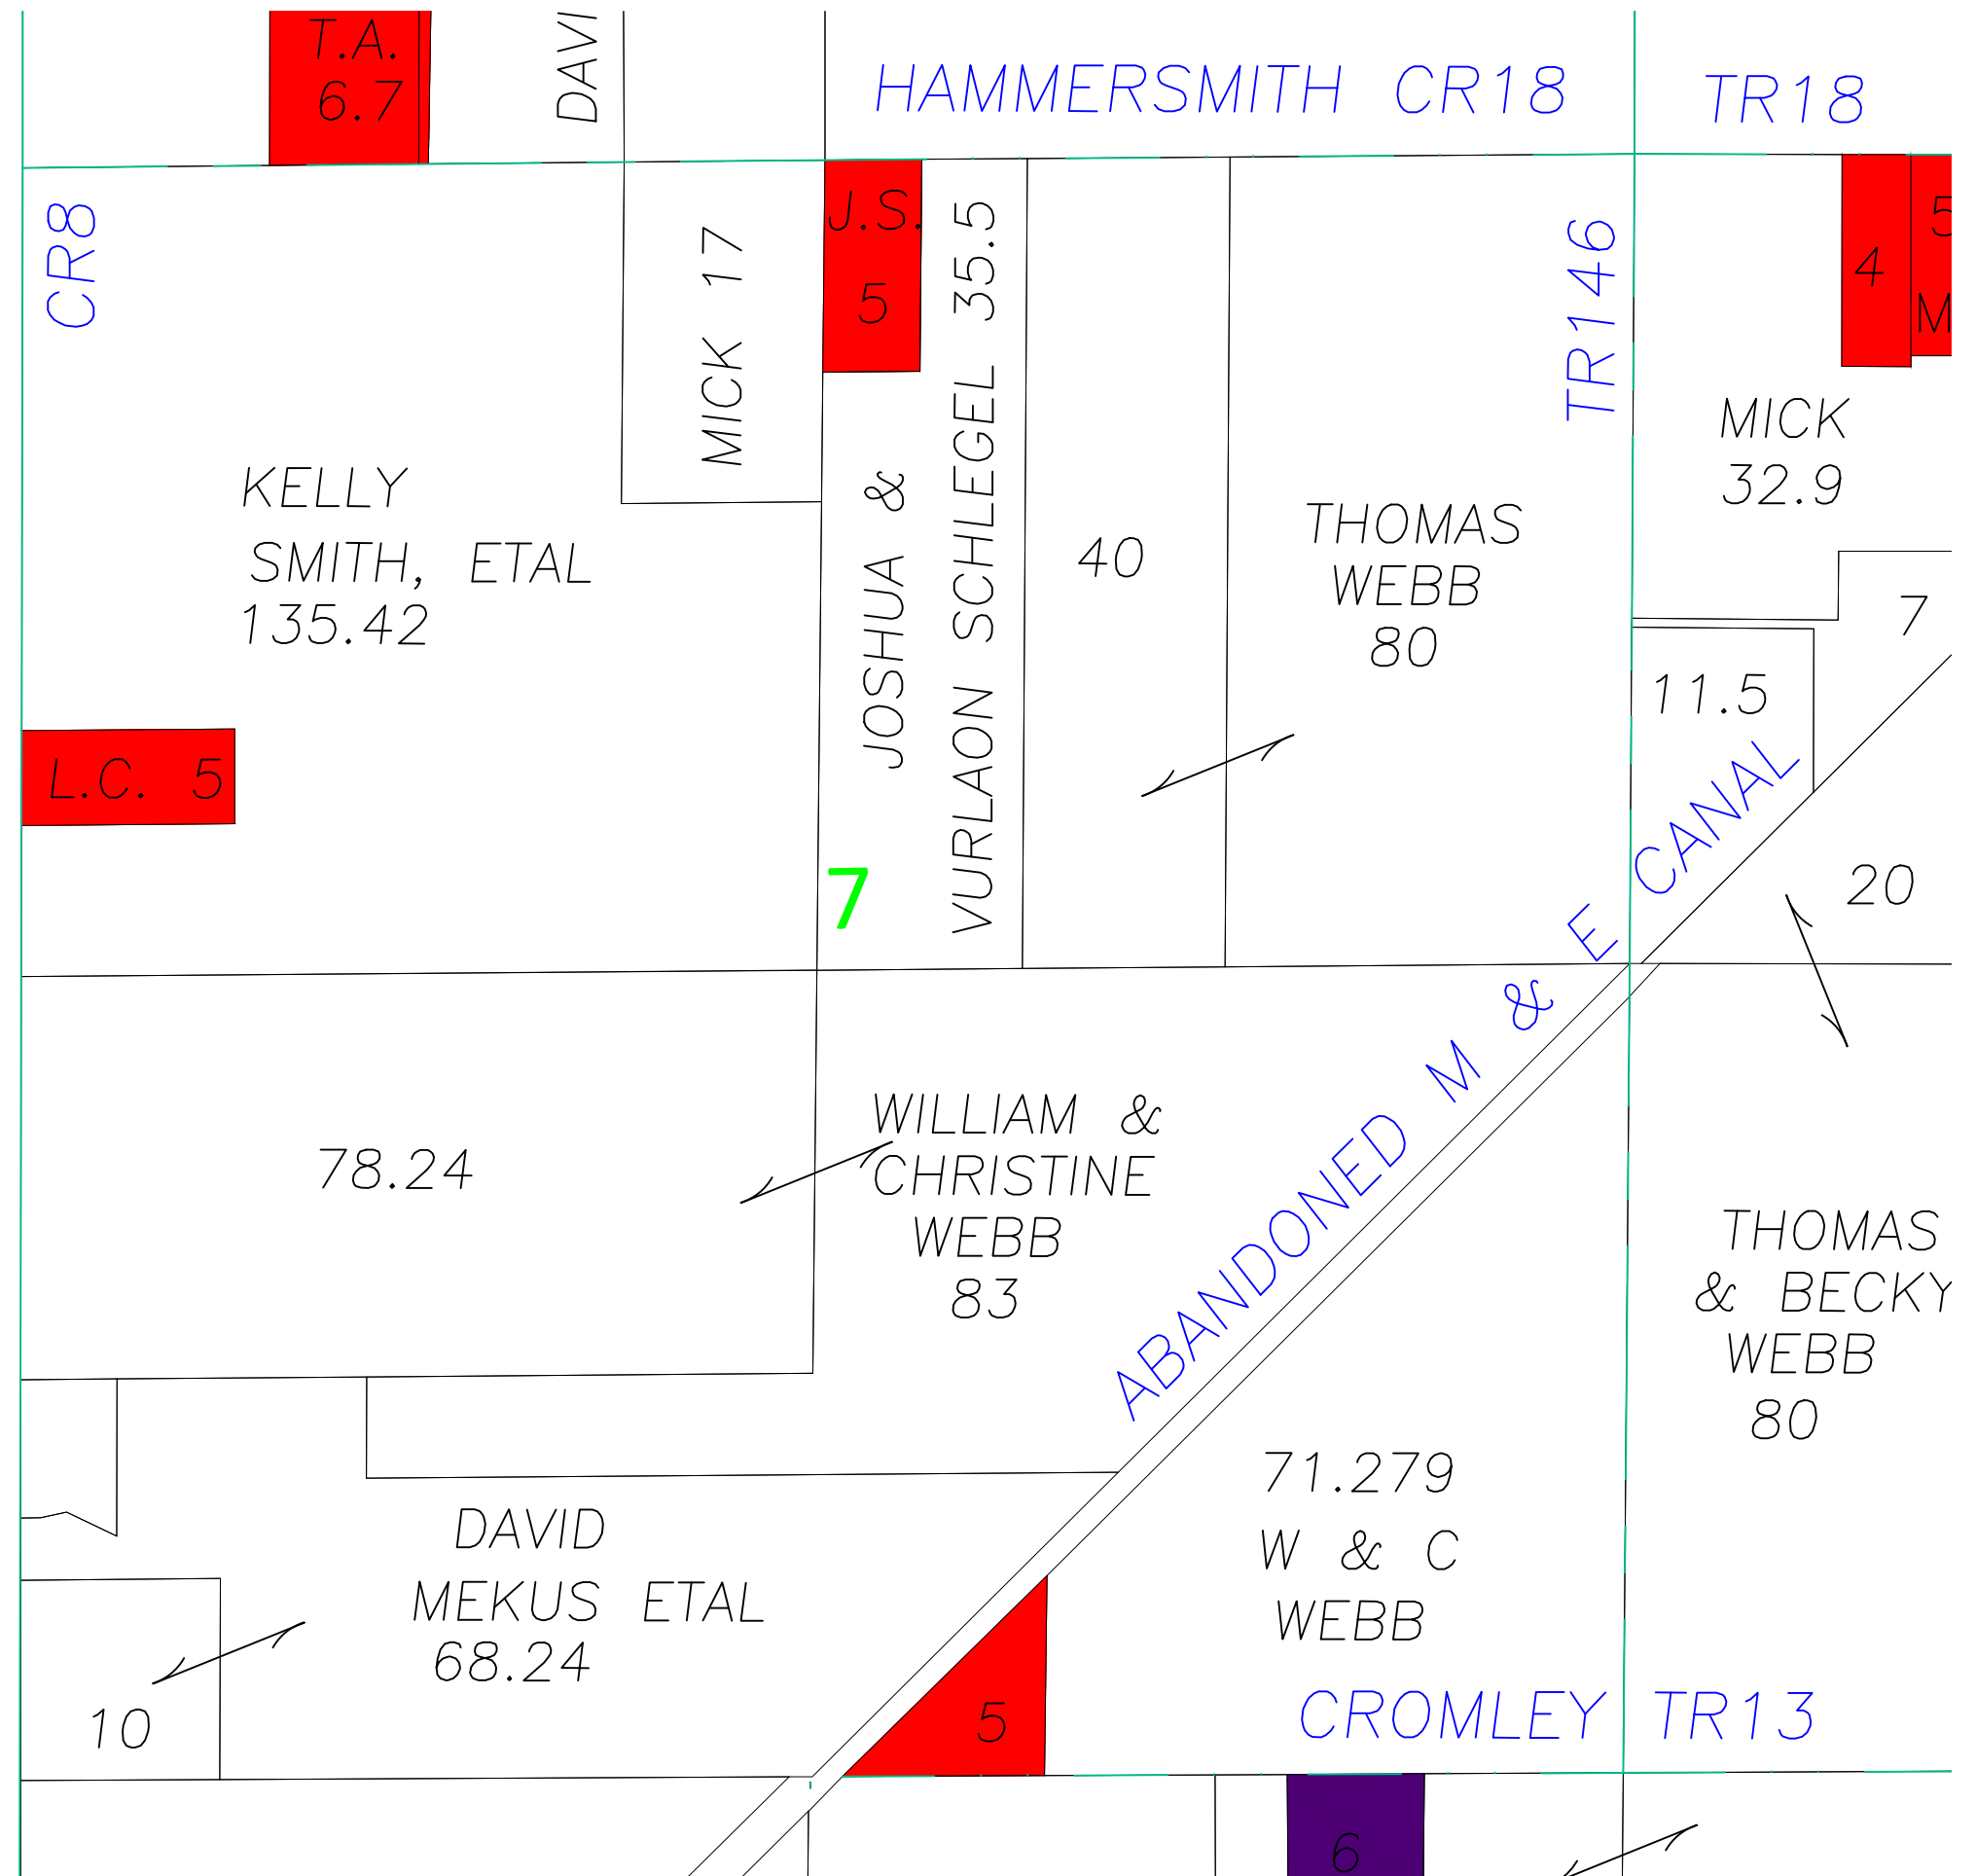 T.A.
6.7
DAVI
HAMMERSMITH CR18
TR18
CR8
MICK 17
J.S.
5
JOSHUA &
VURLAON SCHLEGEL 35.5
TR146
4
5
M
MICK
32.9
KELLY
SMITH, ETAL
135.42
40
THOMAS
WEBB
80
7
11.5
L.C. 5
7
20
ABANDONED M & E CANAL
78.24
WILLIAM &
CHRISTINE
WEBB
83
THOMAS
& BECKY
WEBB
80
71.279
W & C
WEBB
DAVID
MEKUS ETAL
68.24
10
5
CROMLEY TR13
6